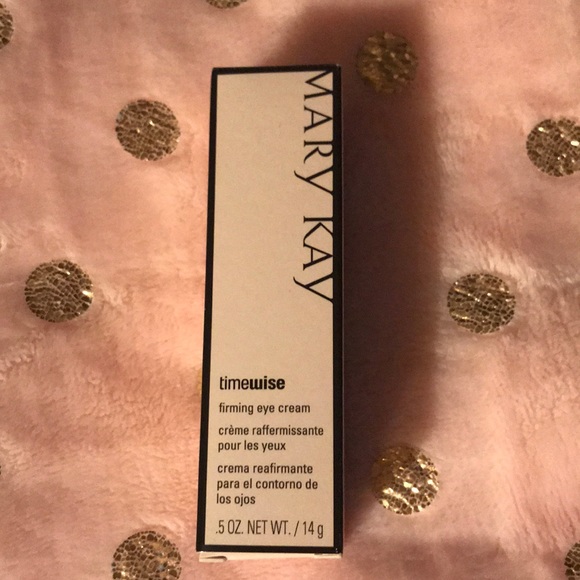 MARY KAY
timewise
firming eye cream
crème raffermissante
pour les yeux
crema reafirmante
para el contorno de
los ojos
.5 OZ. NET WT. / 14 g